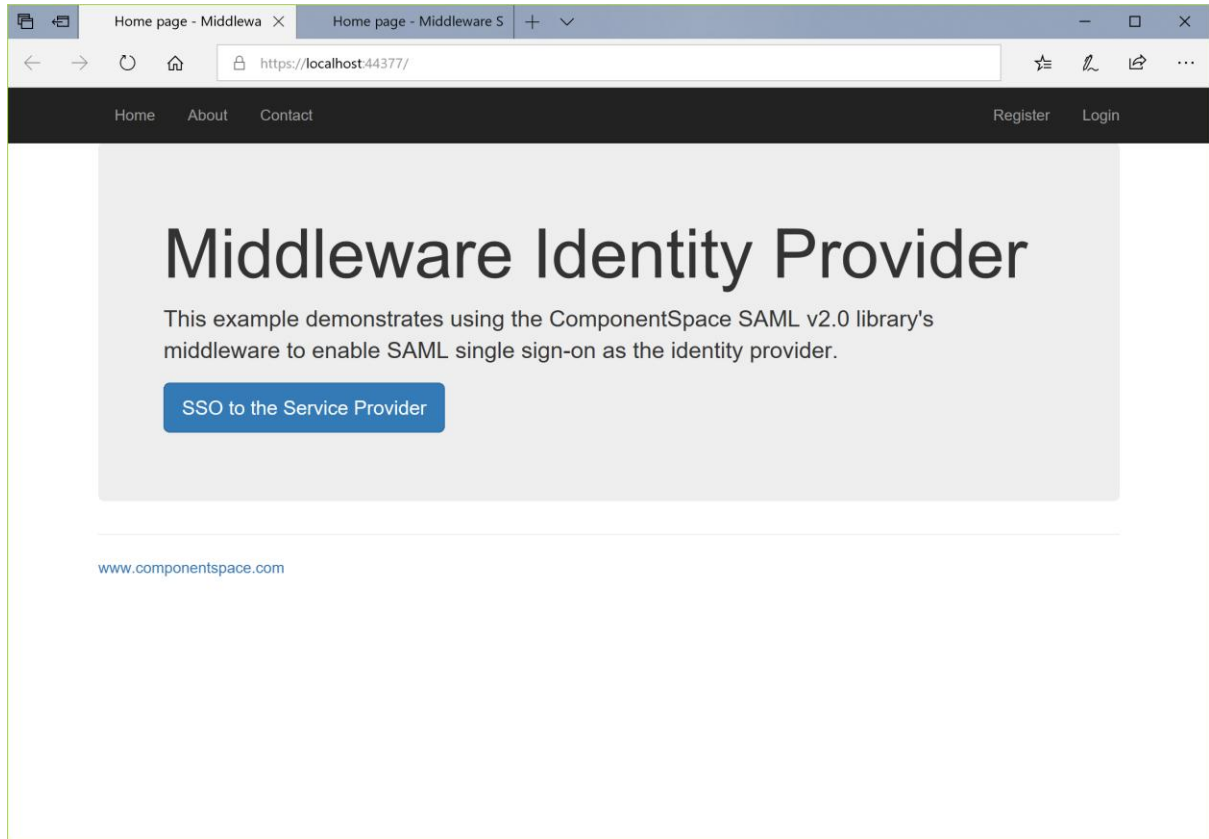 Home page - Middlewa
Home page - Middleware S
https://localhost:44377/
Home About Contact Register Login
Middleware Identity Provider
This example demonstrates using the ComponentSpace SAML v2.0 library's
middleware to enable SAML single sign-on as the identity provider.
SSO to the Service Provider
www.componentspace.com